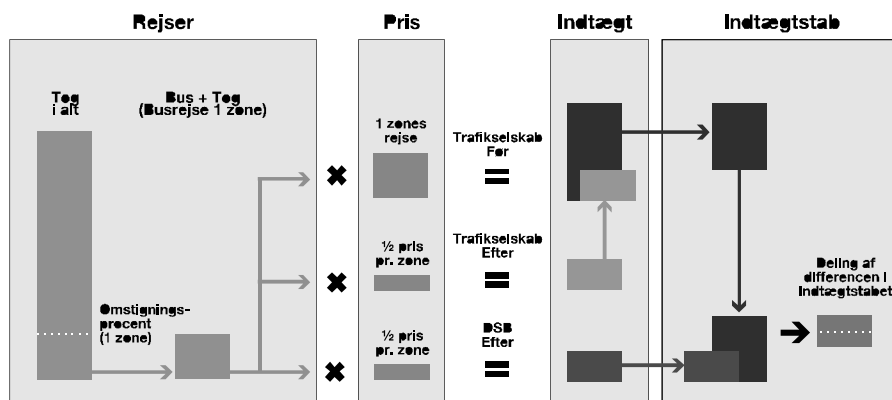 Rejser
Pris
Indtægt
Indtægtstab
Tog
i alt
Bus + Tog
(Busrejse 1 zone)
1 zones
rejse
Trafikselskab
Før
½ pris
pr. zone
Trafikselskab
Efter
Deling af
differencen i
indtægtstabet
Omstignings-
procent
(1 zone)
½ pris
pr. zone
DSB
Efter